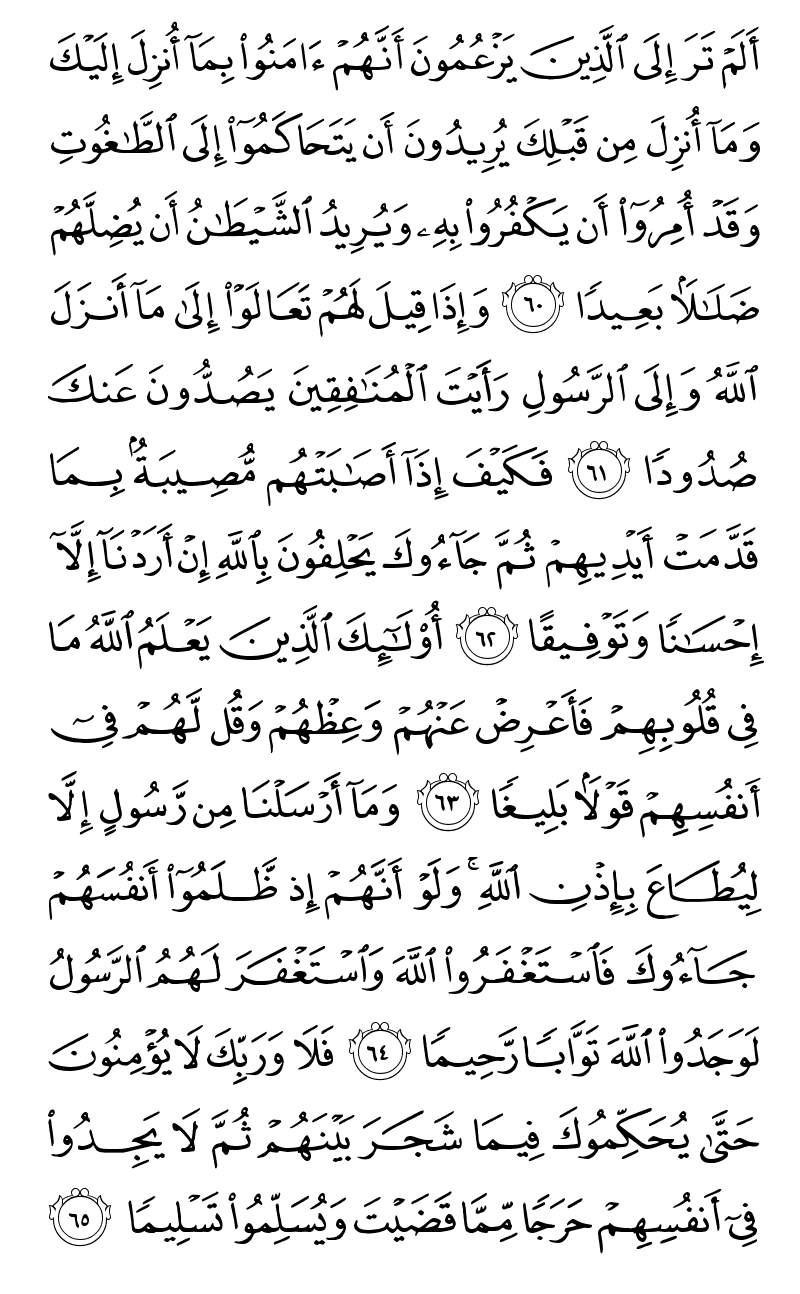 أَلَمْ تَرَ إِلَى ٱلَّذِينَ يَزْعُمُونَ أَنَّهُمْ ءَامَنُوا۟ بِمَآ أُنزِلَ إِلَيْكَ
وَمَآ أُنزِلَ مِن قَبْلِكَ يُرِيدُونَ أَن يَتَحَاكَمُوٓا۟ إِلَى ٱلطَّـٰغُوتِ
وَقَدْ أُمِرُوٓا۟ أَن يَكْفُرُوا۟ بِهِۦ وَيُرِيدُ ٱلشَّيْطَـٰنُ أَن يُضِلَّهُمْ
ضَلَـٰلًۢا بَعِيدًا ٦٠ وَإِذَا قِيلَ لَهُمْ تَعَالَوْا۟ إِلَىٰ مَآ أَنزَلَ
ٱللَّهُ وَإِلَى ٱلرَّسُولِ رَأَيْتَ ٱلْمُنَـٰفِقِينَ يَصُدُّونَ عَنكَ
صُدُودًا ٦١ فَكَيْفَ إِذَآ أَصَـٰبَتْهُم مُّصِيبَةٌۢ بِمَا
قَدَّمَتْ أَيْدِيهِمْ ثُمَّ جَآءُوكَ يَحْلِفُونَ بِٱللَّهِ إِنْ أَرَدْنَآ إِلَّآ
إِحْسَـٰنًا وَتَوْفِيقًا ٦٢ أُو۟لَـٰٓئِكَ ٱلَّذِينَ يَعْلَمُ ٱللَّهُ مَا
فِى قُلُوبِهِمْ فَأَعْرِضْ عَنْهُمْ وَعِظْهُمْ وَقُل لَّهُمْ فِىٓ
أَنفُسِهِمْ قَوْلًۢا بَلِيغًا ٦٣ وَمَآ أَرْسَلْنَا مِن رَّسُولٍ إِلَّا
لِيُطَاعَ بِإِذْنِ ٱللَّهِ ۚ وَلَوْ أَنَّهُمْ إِذ ظَّلَمُوٓا۟ أَنفُسَهُمْ
جَآءُوكَ فَٱسْتَغْفَرُوا۟ ٱللَّهَ وَٱسْتَغْفَرَ لَهُمُ ٱلرَّسُولُ
لَوَجَدُوا۟ ٱللَّهَ تَوَّابًا رَّحِيمًا ٦٤ فَلَا وَرَبِّكَ لَا يُؤْمِنُونَ
حَتَّىٰ يُحَكِّمُوكَ فِيمَا شَجَرَ بَيْنَهُمْ ثُمَّ لَا يَجِدُوا۟
فِىٓ أَنفُسِهِمْ حَرَجًا مِّمَّا قَضَيْتَ وَيُسَلِّمُوا۟ تَسْلِيمًا ٦٥